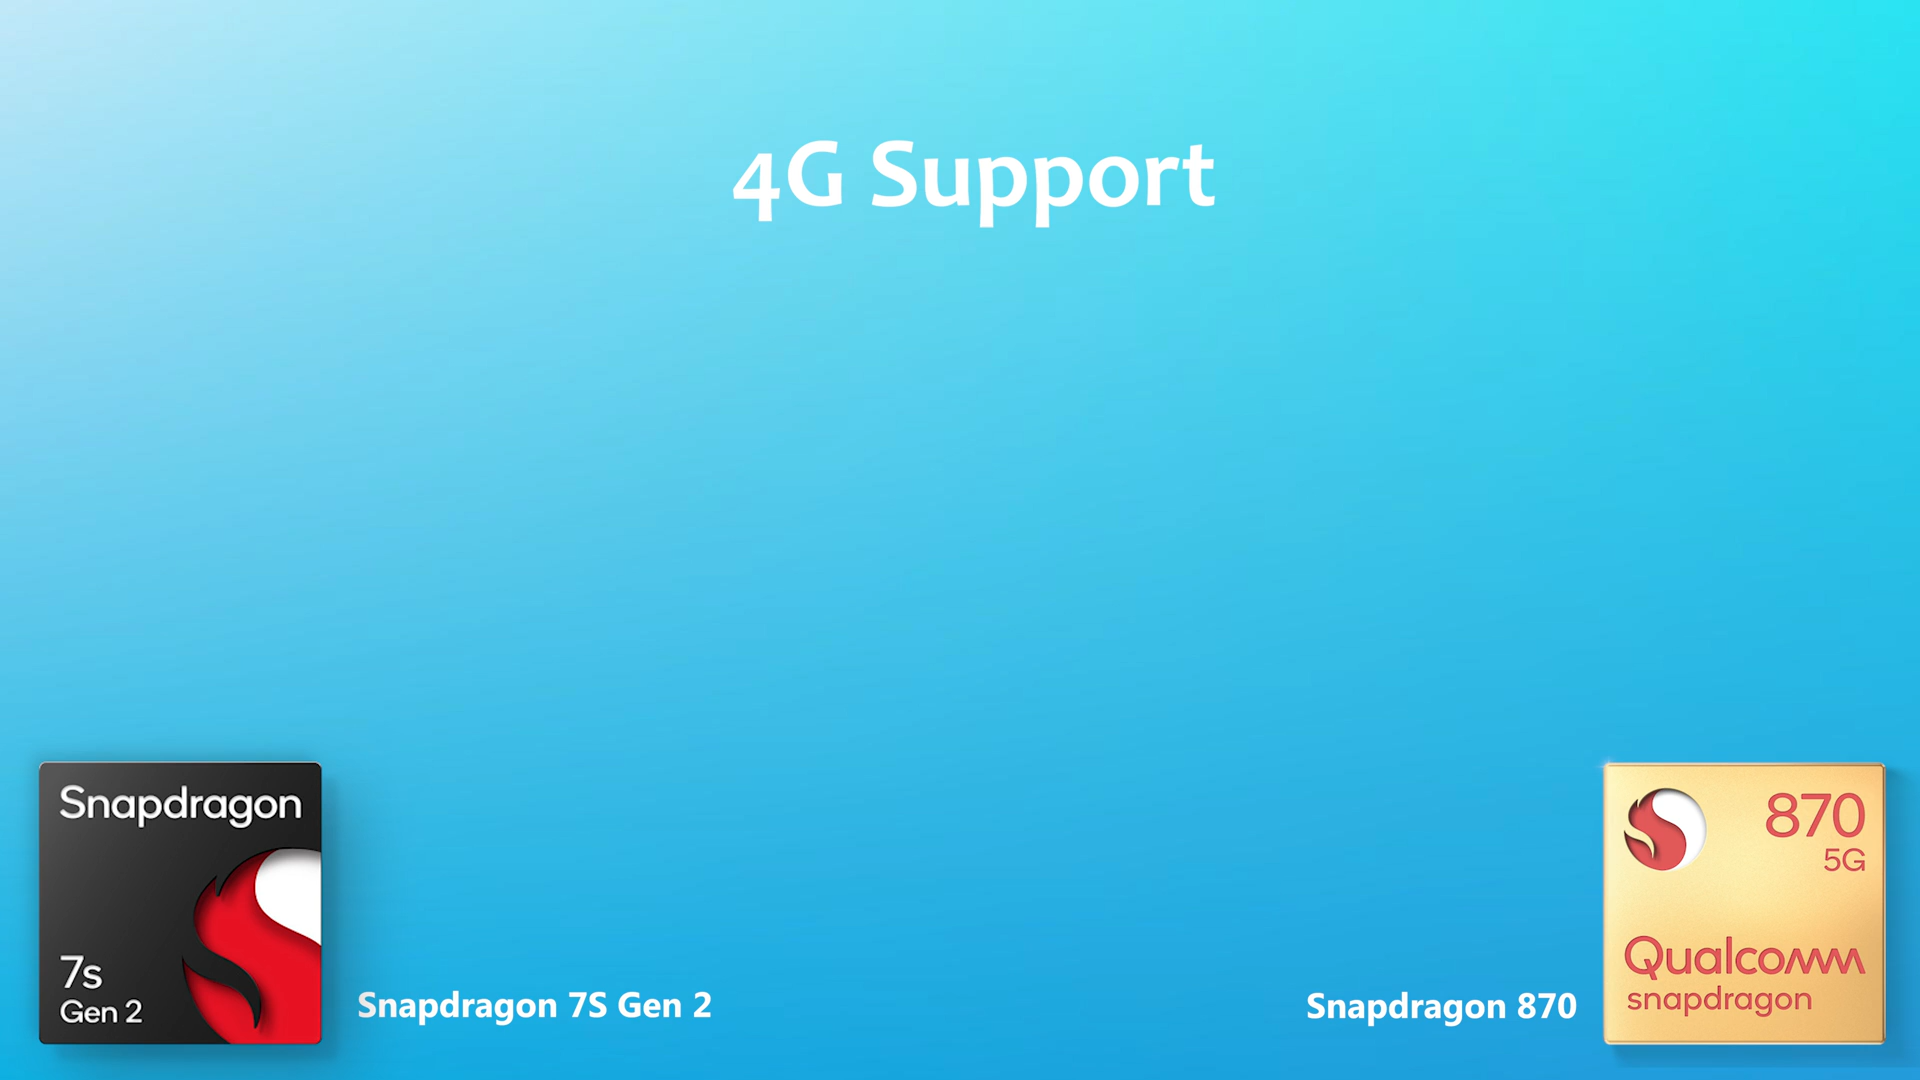 4G Support
Snapdragon
7s
Gen 2
Snapdragon 7S Gen 2
Snapdragon 870
870
5G
Qualcomm
snapdragon